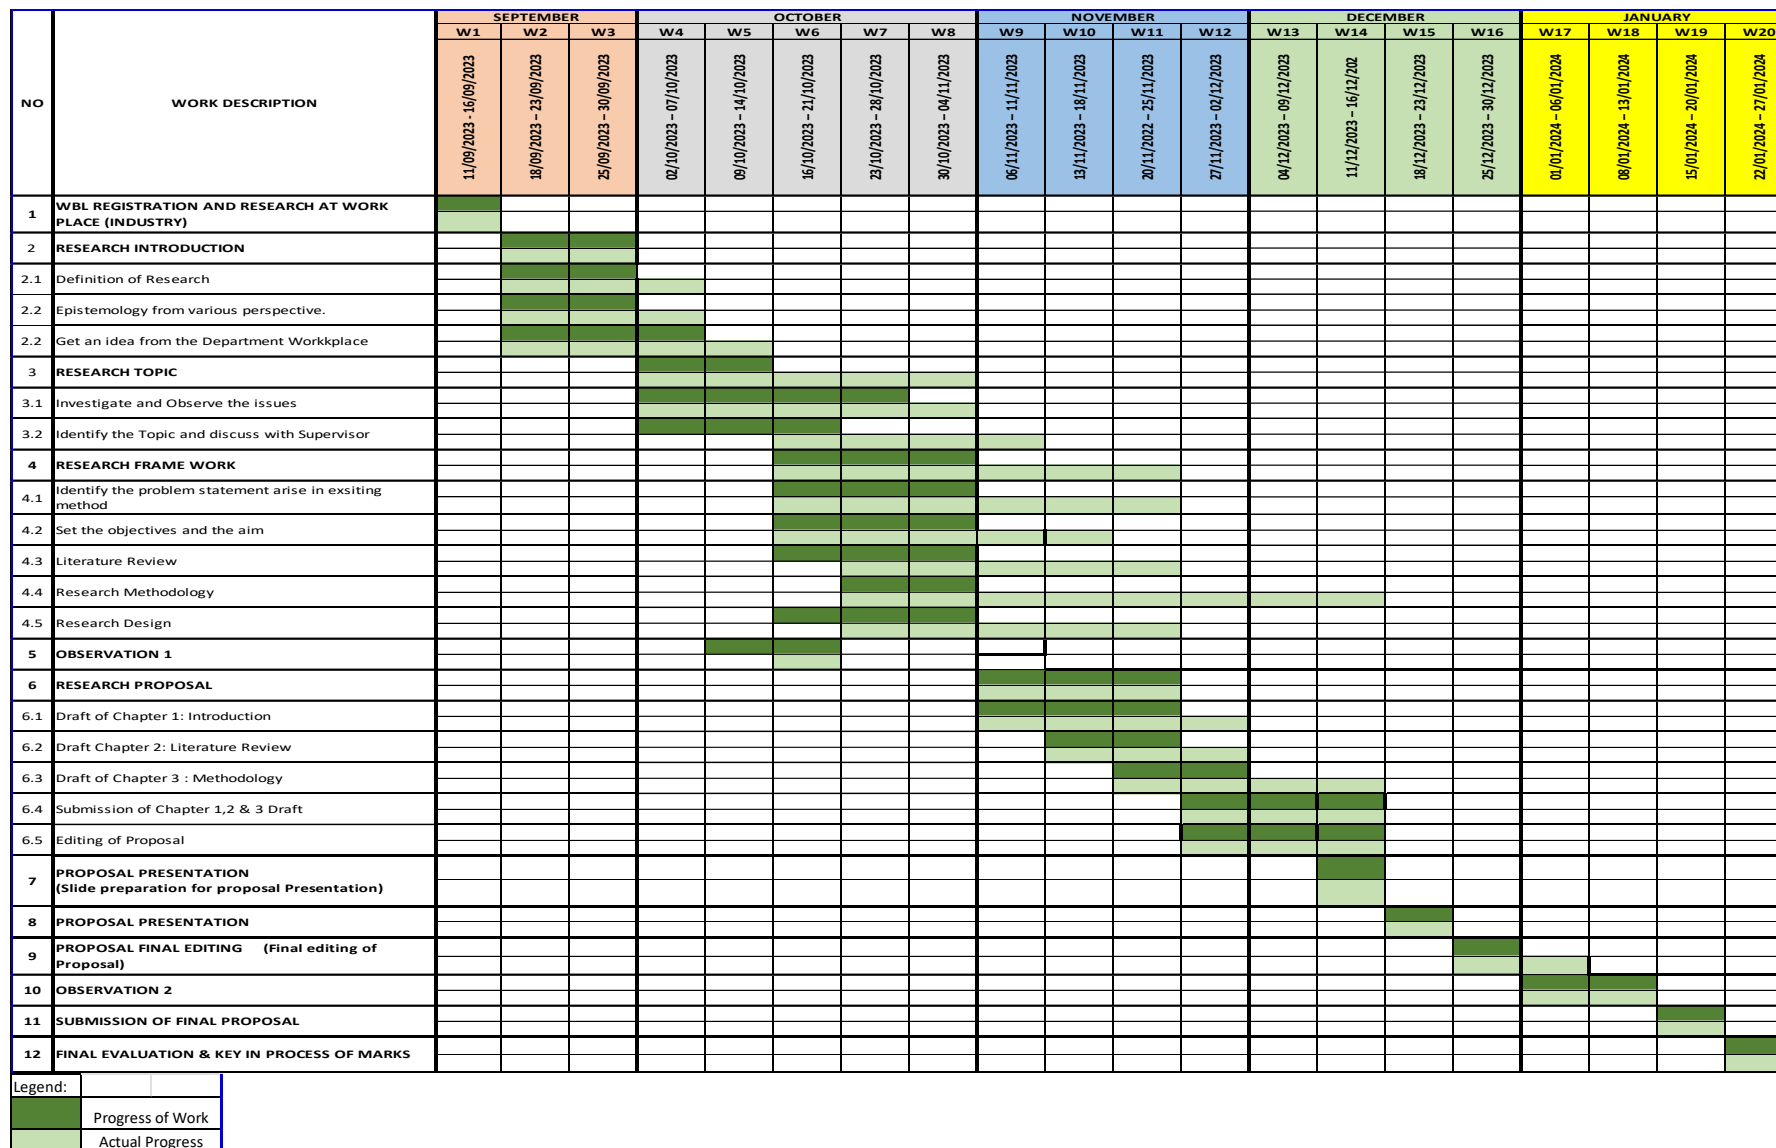 SEPTEMBER OCTOBER NOVEMBER DECEMBER JANUARY
W1 W2 W3 W4 W5 W6 W7 W8 W9 W10 W11 W12 W13 W14 W15 W16 W17 W18 W19 W20
NO WORK DESCRIPTION
11/09/2023 - 16/09/2023
18/09/2023 – 23/09/2023
25/09/2023 – 30/09/2023
02/10/2023 – 07/10/2023
09/10/2023 – 14/10/2023
16/10/2023 – 21/10/2023
23/10/2023 – 28/10/2023
30/10/2023 – 04/11/2023
06/11/2023 – 11/11/2023
13/11/2023 – 18/11/2023
20/11/2022 – 25/11/2023
27/11/2023 – 02/12/2023
04/12/2023 – 09/12/2023
11/12/2023 – 16/12/202
18/12/2023 – 23/12/2023
25/12/2023 – 30/12/2023
01/01/2024 – 06/01/2024
08/01/2024 – 13/01/2024
15/01/2024 – 20/01/2024
22/01/2024 – 27/01/2024
1 WBL REGISTRATION AND RESEARCH AT WORK
PLACE (INDUSTRY)
2 RESEARCH INTRODUCTION
2.1 Definition of Research
2.2 Epistemology from various perspective.
2.2 Get an idea from the Department Workkplace
3 RESEARCH TOPIC
3.1 Investigate and Observe the issues
3.2 Identify the Topic and discuss with Supervisor
4 RESEARCH FRAME WORK
4.1 Identify the problem statement arise in exsiting
method
4.2 Set the objectives and the aim
4.3 Literature Review
4.4 Research Methodology
4.5 Research Design
5 OBSERVATION 1
6 RESEARCH PROPOSAL
6.1 Draft of Chapter 1: Introduction
6.2 Draft Chapter 2: Literature Review
6.3 Draft of Chapter 3 : Methodology
6.4 Submission of Chapter 1,2 & 3 Draft
6.5 Editing of Proposal
7 PROPOSAL PRESENTATION
(Slide preparation for proposal Presentation)
8 PROPOSAL PRESENTATION
9 PROPOSAL FINAL EDITING (Final editing of
Proposal)
10 OBSERVATION 2
11 SUBMISSION OF FINAL PROPOSAL
12 FINAL EVALUATION & KEY IN PROCESS OF MARKS
Legend:
Progress of Work
Actual Progress